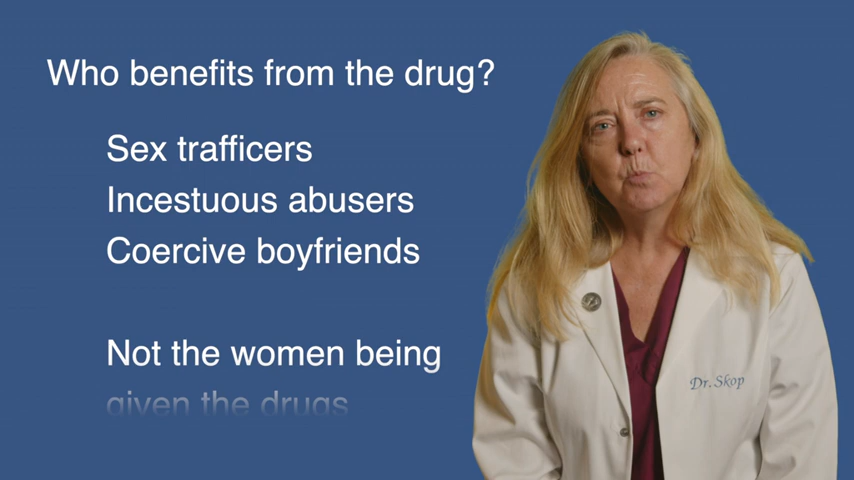 Who benefits from the drug?
Sex trafficers
Incestuous abusers
Coercive boyfriends
Not the women being
given the drugs
Dr. Skop